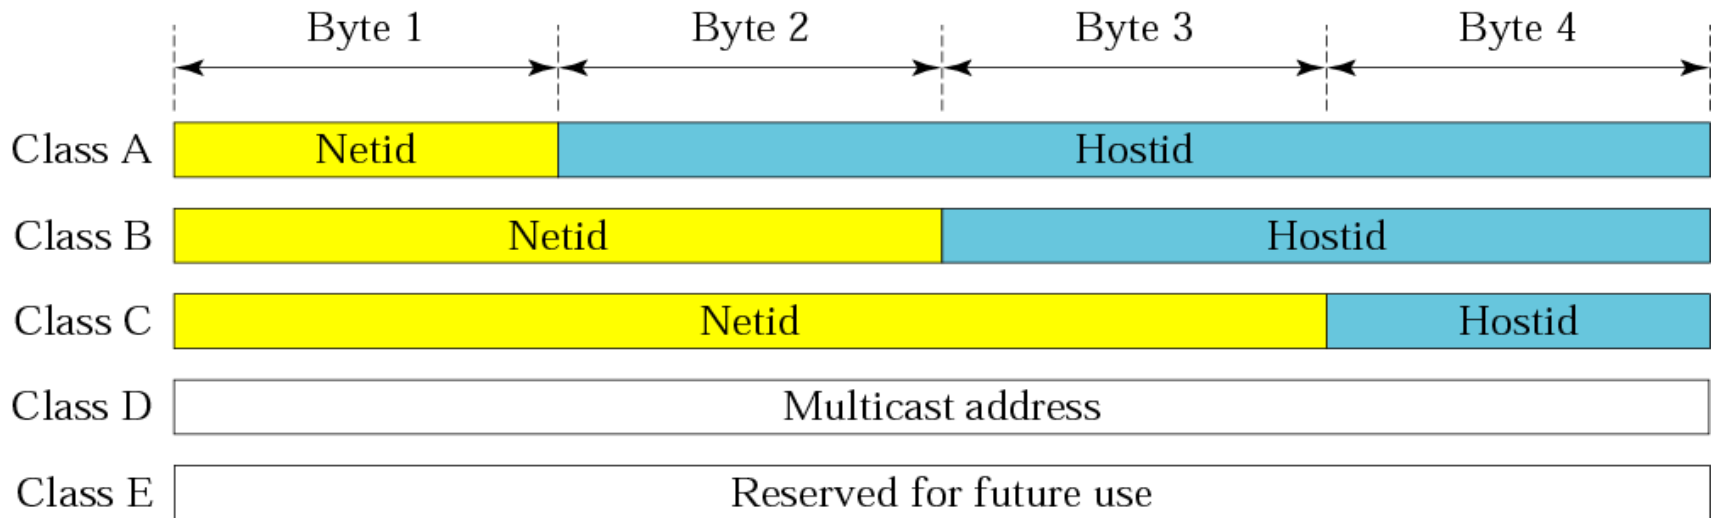 Byte 1 Byte 2 Byte 3 Byte 4
Class A Netid Hostid
Class B Netid Hostid
Class C Netid Hostid
Class D Multicast address
Class E Reserved for future use